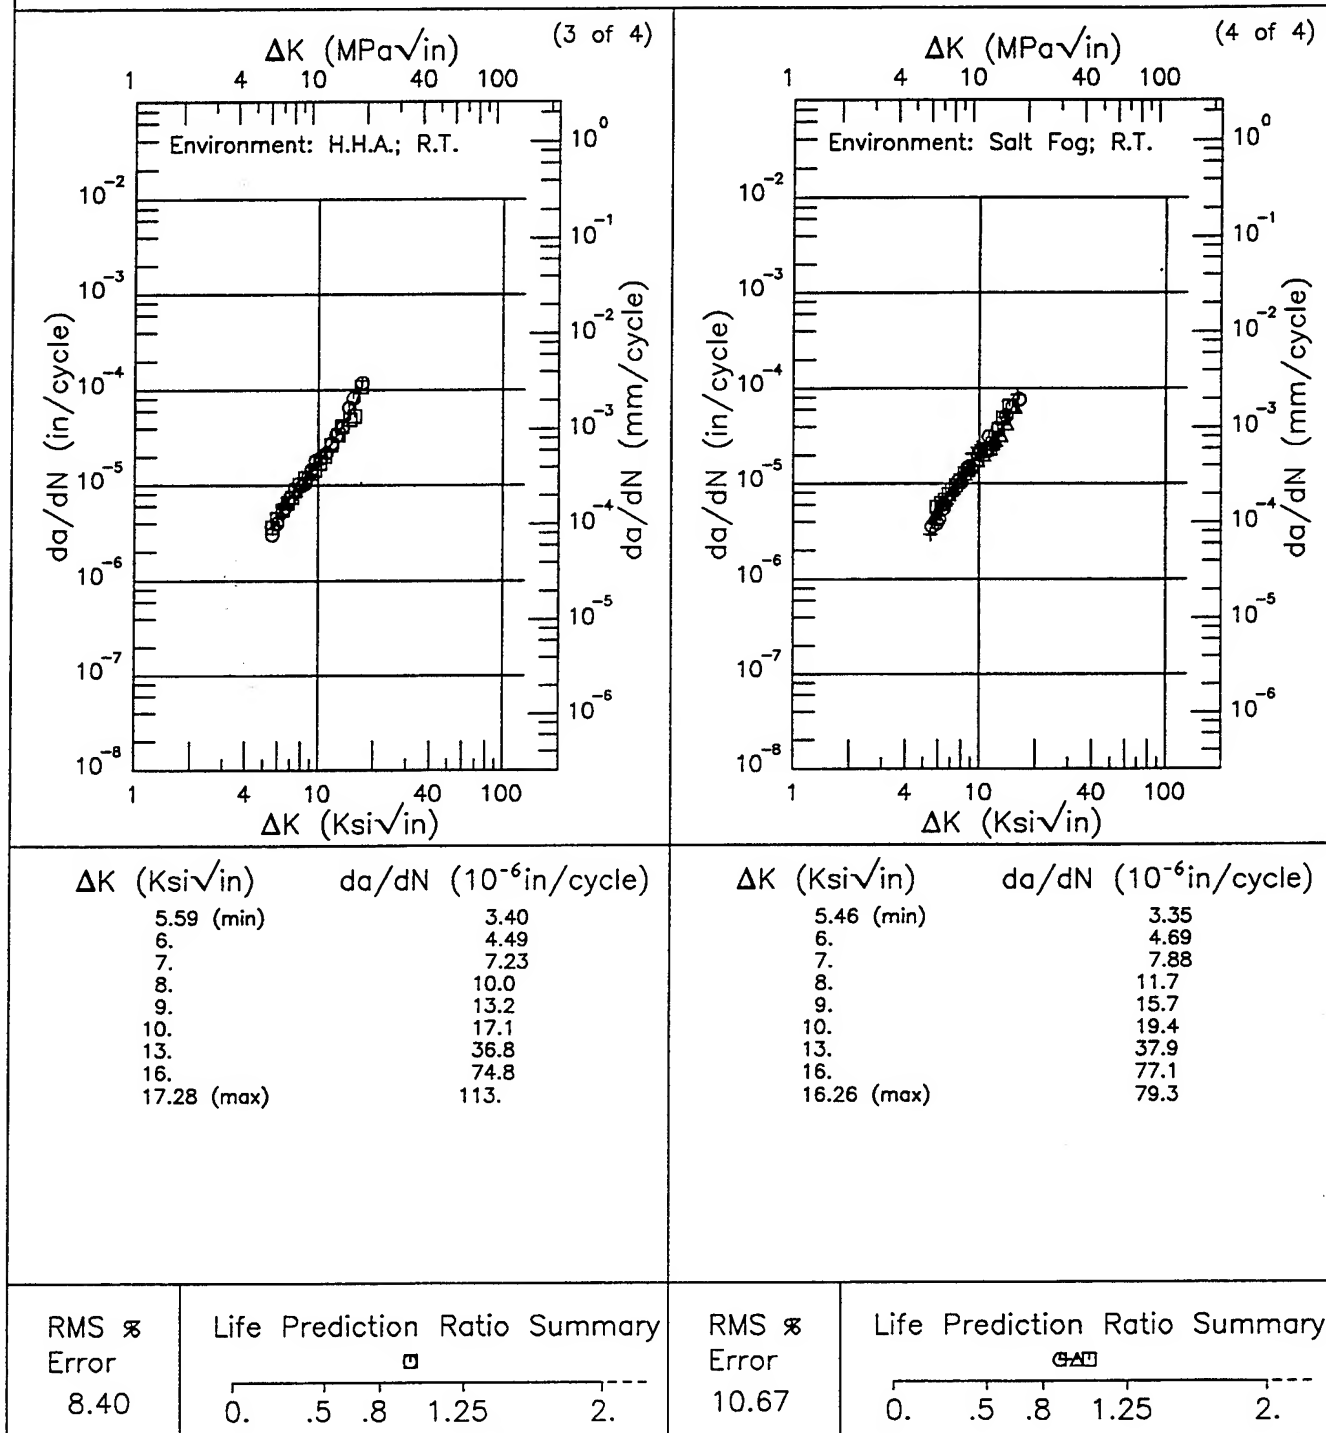 (3 of 4)
ΔK (MPa√in)
1 4 10 40 100
Environment: H.H.A.; R.T.
da/dN (in/cycle)
10⁻²
10⁻³
10⁻⁴
10⁻⁵
10⁻⁶
10⁻⁷
10⁻⁸
10⁰
10⁻¹
10⁻²
10⁻³
10⁻⁴
10⁻⁵
10⁻⁶
da/dN (mm/cycle)
1 4 10 40 100
ΔK (Ksi√in)
(4 of 4)
ΔK (MPa√in)
1 4 10 40 100
Environment: Salt Fog; R.T.
da/dN (in/cycle)
10⁻²
10⁻³
10⁻⁴
10⁻⁵
10⁻⁶
10⁻⁷
10⁻⁸
10⁰
10⁻¹
10⁻²
10⁻³
10⁻⁴
10⁻⁵
10⁻⁶
da/dN (mm/cycle)
1 4 10 40 100
ΔK (Ksi√in)
ΔK (Ksi√in) da/dN (10⁻⁶in/cycle)
5.59 (min) 3.40
6. 4.49
7. 7.23
8. 10.0
9. 13.2
10. 17.1
13. 36.8
16. 74.8
17.28 (max) 113.
ΔK (Ksi√in) da/dN (10⁻⁶in/cycle)
5.46 (min) 3.35
6. 4.69
7. 7.88
8. 11.7
9. 15.7
10. 19.4
13. 37.9
16. 77.1
16.26 (max) 79.3
RMS %
Error
8.40
Life Prediction Ratio Summary
0. .5 .8 1.25 2.
RMS %
Error
10.67
Life Prediction Ratio Summary
0. .5 .8 1.25 2.